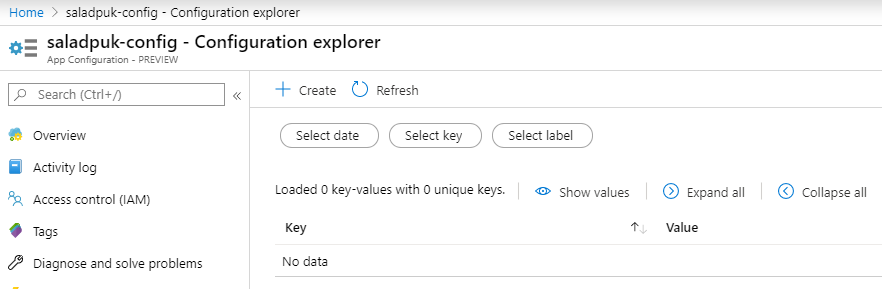 Home > saladpuk-config - Configuration explorer
saladpuk-config - Configuration explorer
App Configuration - PREVIEW
Search (Ctrl+/)
Overview
Activity log
Access control (IAM)
Tags
Diagnose and solve problems
Create Refresh
Select date Select key Select label
Loaded 0 key-values with 0 unique keys. Show values Expand all Collapse all
Key Value
No data